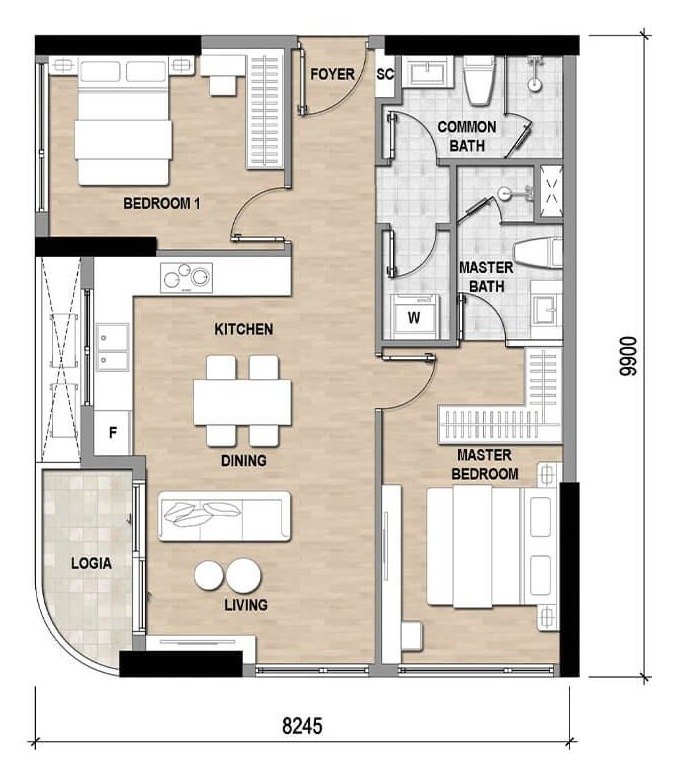 FOYER
SC
COMMON
BATH
BEDROOM 1
MASTER
BATH
W
KITCHEN
F
DINING
MASTER
BEDROOM
LOGIA
LIVING
9900
8245